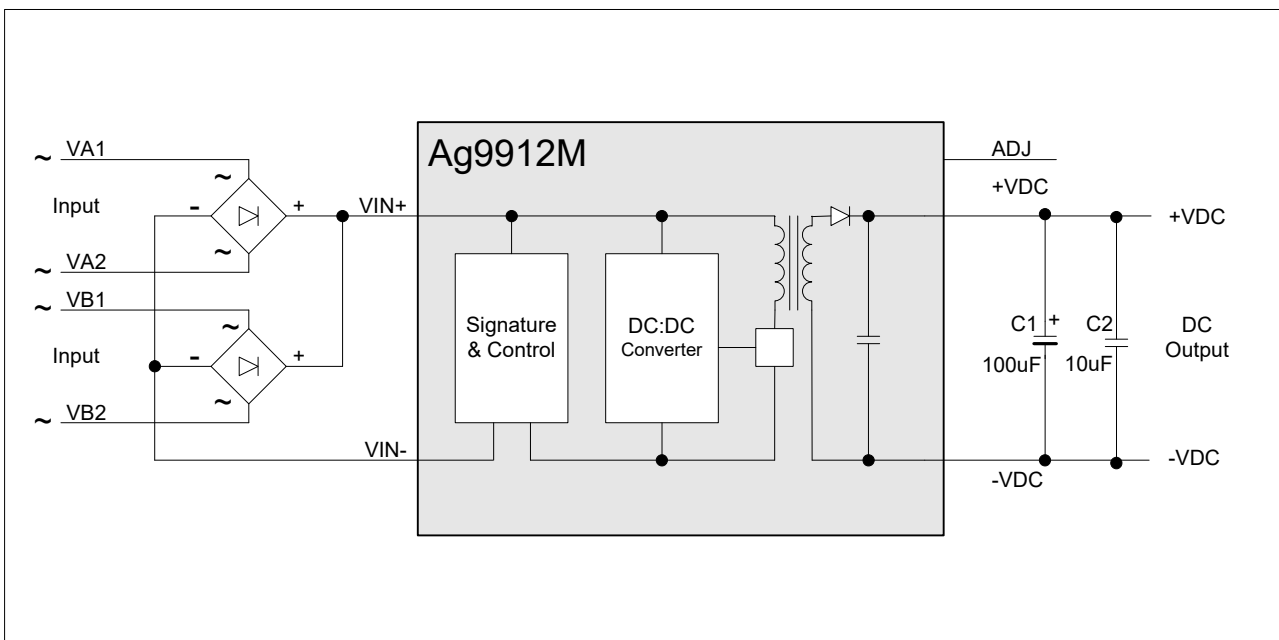 Ag9912M
~ VA1
~
Input
- +
~
~ VA2
VIN+
~ VB1
~
Input
- +
~
~ VB2
VIN-
Signature
& Control
DC:DC
Converter
ADJ
+VDC
+VDC
C1 +
100uF
C2
10uF
DC
Output
-VDC
-VDC